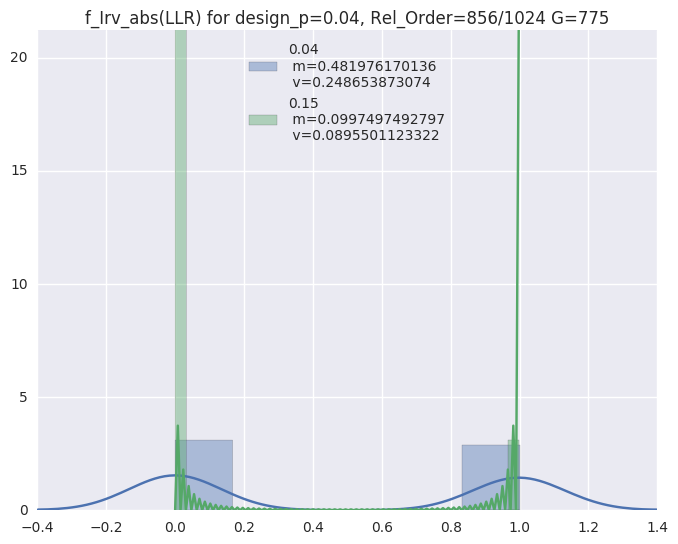 f_Irv_abs(LLR) for design_p=0.04, Rel_Order=856/1024 G=775
0.04
m=0.481976170136
v=0.248653873074
0.15
m=0.0997497492797
v=0.0895501123322
20
15
10
5
0
−0.4 −0.2 0.0 0.2 0.4 0.6 0.8 1.0 1.2 1.4